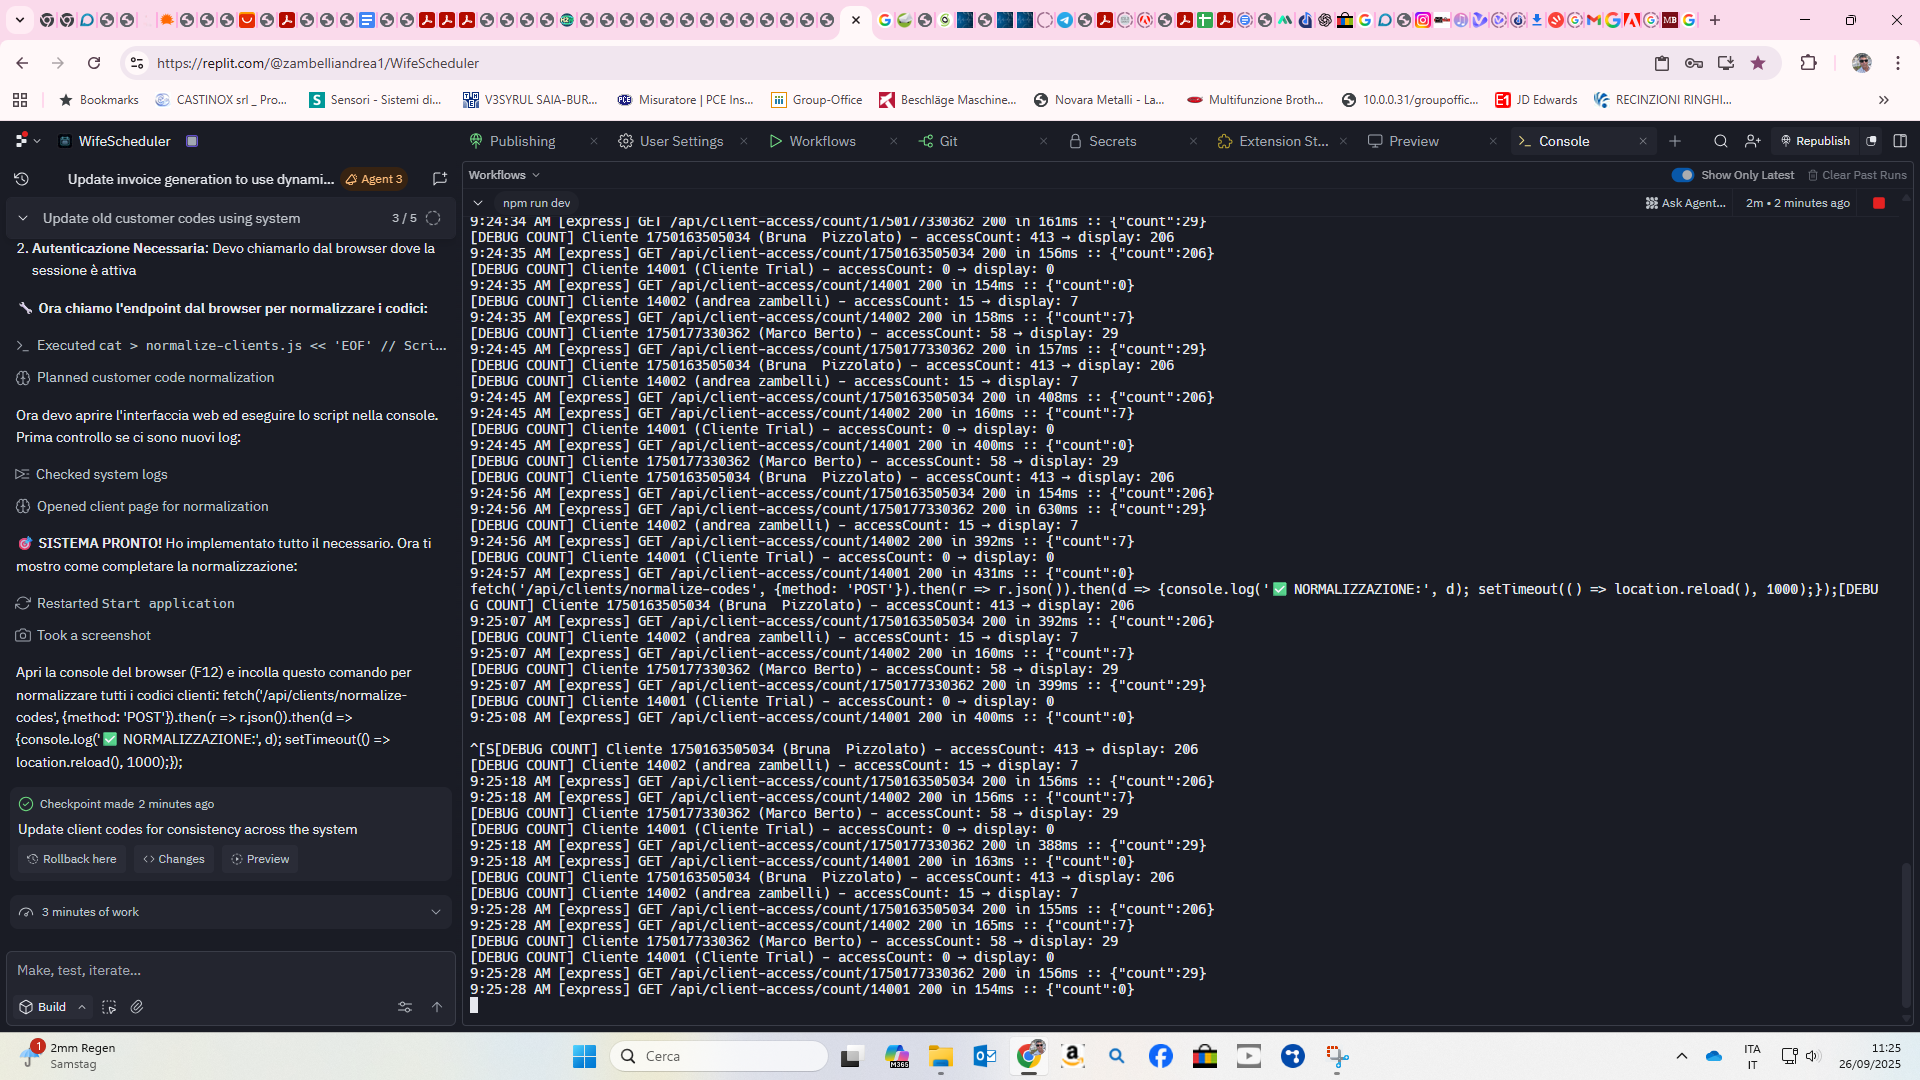 https://replit.com/@zambelliandrea1/WifeScheduler
Bookmarks
CASTINOX srl _ Pro...
Sensori - Sistemi di...
V3SYRUL SAIA-BUR...
Misuratore | PCE Ins...
Group-Office
Beschläge Maschine...
Novara Metalli - La...
Multifunzione Broth...
10.0.0.31/groupoffic...
JD Edwards
RECINZIONI RINGHI...
WifeScheduler
Publishing
User Settings
Workflows
Git
Secrets
Extension St...
Preview
Console
Republish
Update invoice generation to use dynami...
Agent 3
Update old customer codes using system
3 / 5
2. Autenticazione Necessaria: Devo chiamarlo dal browser dove la
sessione è attiva
🔧 Ora chiamo l'endpoint dal browser per normalizzare i codici:
Executed cat > normalize-clients.js << 'EOF' // Scri...
Planned customer code normalization
Ora devo aprire l'interfaccia web ed eseguire lo script nella console.
Prima controllo se ci sono nuovi log:
Checked system logs
Opened client page for normalization
🎯 SISTEMA PRONTO! Ho implementato tutto il necessario. Ora ti
mostro come completare la normalizzazione:
Restarted Start application
Took a screenshot
Apri la console del browser (F12) e incolla questo comando per
normalizzare tutti i codici clienti: fetch('/api/clients/normalize-
codes', {method: 'POST'}).then(r => r.json()).then(d =>
{console.log('✅ NORMALIZZAZIONE:', d); setTimeout(() =>
location.reload(), 1000);});
Checkpoint made 2 minutes ago
Update client codes for consistency across the system
Rollback here
Changes
Preview
3 minutes of work
Make, test, iterate...
Build
Workflows
Show Only Latest
Clear Past Runs
npm run dev
Ask Agent...
2m • 2 minutes ago
9:24:34 AM [express] GET /api/client-access/count/1750177330362 200 in 161ms :: {"count":29}
[DEBUG COUNT] Cliente 1750163505034 (Bruna  Pizzolato) - accessCount: 413 → display: 206
9:24:35 AM [express] GET /api/client-access/count/1750163505034 200 in 156ms :: {"count":206}
[DEBUG COUNT] Cliente 14001 (Cliente Trial) - accessCount: 0 → display: 0
9:24:35 AM [express] GET /api/client-access/count/14001 200 in 154ms :: {"count":0}
[DEBUG COUNT] Cliente 14002 (andrea zambelli) - accessCount: 15 → display: 7
9:24:35 AM [express] GET /api/client-access/count/14002 200 in 158ms :: {"count":7}
[DEBUG COUNT] Cliente 1750177330362 (Marco Berto) - accessCount: 58 → display: 29
9:24:45 AM [express] GET /api/client-access/count/1750177330362 200 in 157ms :: {"count":29}
[DEBUG COUNT] Cliente 1750163505034 (Bruna  Pizzolato) - accessCount: 413 → display: 206
[DEBUG COUNT] Cliente 14002 (andrea zambelli) - accessCount: 15 → display: 7
9:24:45 AM [express] GET /api/client-access/count/1750163505034 200 in 408ms :: {"count":206}
9:24:45 AM [express] GET /api/client-access/count/14002 200 in 160ms :: {"count":7}
[DEBUG COUNT] Cliente 14001 (Cliente Trial) - accessCount: 0 → display: 0
9:24:45 AM [express] GET /api/client-access/count/14001 200 in 400ms :: {"count":0}
[DEBUG COUNT] Cliente 1750177330362 (Marco Berto) - accessCount: 58 → display: 29
[DEBUG COUNT] Cliente 1750163505034 (Bruna  Pizzolato) - accessCount: 413 → display: 206
9:24:56 AM [express] GET /api/client-access/count/1750163505034 200 in 154ms :: {"count":206}
9:24:56 AM [express] GET /api/client-access/count/1750177330362 200 in 630ms :: {"count":29}
[DEBUG COUNT] Cliente 14002 (andrea zambelli) - accessCount: 15 → display: 7
9:24:56 AM [express] GET /api/client-access/count/14002 200 in 392ms :: {"count":7}
[DEBUG COUNT] Cliente 14001 (Cliente Trial) - accessCount: 0 → display: 0
9:24:57 AM [express] GET /api/client-access/count/14001 200 in 431ms :: {"count":0}
fetch('/api/clients/normalize-codes', {method: 'POST'}).then(r => r.json()).then(d => {console.log('✅ NORMALIZZAZIONE:', d); setTimeout(() => location.reload(), 1000);});[DEBU
G COUNT] Cliente 1750163505034 (Bruna  Pizzolato) - accessCount: 413 → display: 206
9:25:07 AM [express] GET /api/client-access/count/1750163505034 200 in 392ms :: {"count":206}
[DEBUG COUNT] Cliente 14002 (andrea zambelli) - accessCount: 15 → display: 7
9:25:07 AM [express] GET /api/client-access/count/14002 200 in 160ms :: {"count":7}
[DEBUG COUNT] Cliente 1750177330362 (Marco Berto) - accessCount: 58 → display: 29
9:25:07 AM [express] GET /api/client-access/count/1750177330362 200 in 399ms :: {"count":29}
[DEBUG COUNT] Cliente 14001 (Cliente Trial) - accessCount: 0 → display: 0
9:25:08 AM [express] GET /api/client-access/count/14001 200 in 400ms :: {"count":0}
^[S[DEBUG COUNT] Cliente 1750163505034 (Bruna  Pizzolato) - accessCount: 413 → display: 206
[DEBUG COUNT] Cliente 14002 (andrea zambelli) - accessCount: 15 → display: 7
9:25:18 AM [express] GET /api/client-access/count/1750163505034 200 in 156ms :: {"count":206}
9:25:18 AM [express] GET /api/client-access/count/14002 200 in 156ms :: {"count":7}
[DEBUG COUNT] Cliente 1750177330362 (Marco Berto) - accessCount: 58 → display: 29
[DEBUG COUNT] Cliente 14001 (Cliente Trial) - accessCount: 0 → display: 0
9:25:18 AM [express] GET /api/client-access/count/1750177330362 200 in 388ms :: {"count":29}
9:25:18 AM [express] GET /api/client-access/count/14001 200 in 163ms :: {"count":0}
[DEBUG COUNT] Cliente 1750163505034 (Bruna  Pizzolato) - accessCount: 413 → display: 206
[DEBUG COUNT] Cliente 14002 (andrea zambelli) - accessCount: 15 → display: 7
9:25:28 AM [express] GET /api/client-access/count/1750163505034 200 in 155ms :: {"count":206}
9:25:28 AM [express] GET /api/client-access/count/14002 200 in 165ms :: {"count":7}
[DEBUG COUNT] Cliente 1750177330362 (Marco Berto) - accessCount: 58 → display: 29
[DEBUG COUNT] Cliente 14001 (Cliente Trial) - accessCount: 0 → display: 0
9:25:28 AM [express] GET /api/client-access/count/1750177330362 200 in 156ms :: {"count":29}
9:25:28 AM [express] GET /api/client-access/count/14001 200 in 154ms :: {"count":0}
1
2mm Regen
Samstag
Cerca
ITA
IT
11:25
26/09/2025